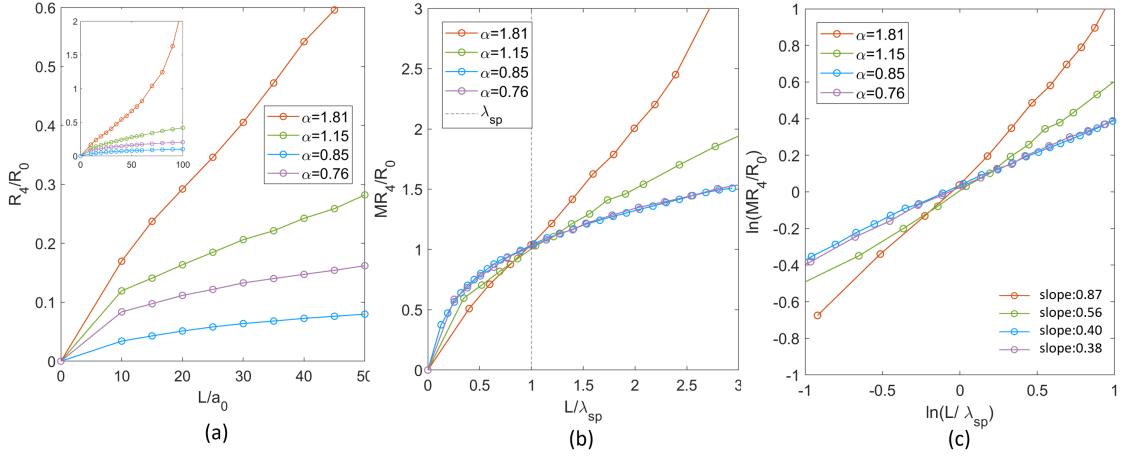 R4/R0
0.6
0.5
0.4
0.3
0.2
0.1
0
0 10 20 30 40 50
L/a0
2
1.5
1
0.5
0
0 50 100
α=1.81
α=1.15
α=0.85
α=0.76
(a)
MR4/R0
3
2.5
2
1.5
1
0.5
0
0 0.5 1 1.5 2 2.5 3
L/λsp
α=1.81
α=1.15
α=0.85
α=0.76
λsp
(b)
ln(MR4/R0)
1
0.8
0.6
0.4
0.2
0
-0.2
-0.4
-0.6
-0.8
-1
-1 -0.5 0 0.5 1
ln(L/ λsp)
α=1.81
α=1.15
α=0.85
α=0.76
slope:0.87
slope:0.56
slope:0.40
slope:0.38
(c)